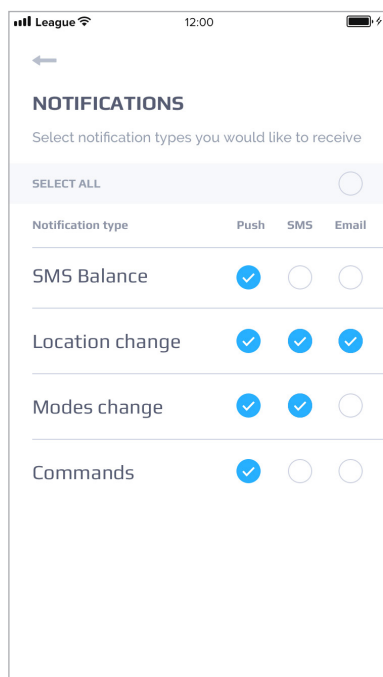 League 12:00
NOTIFICATIONS
Select notification types you would like to receive
SELECT ALL
Notification type Push SMS Email
SMS Balance
Location change
Modes change
Commands